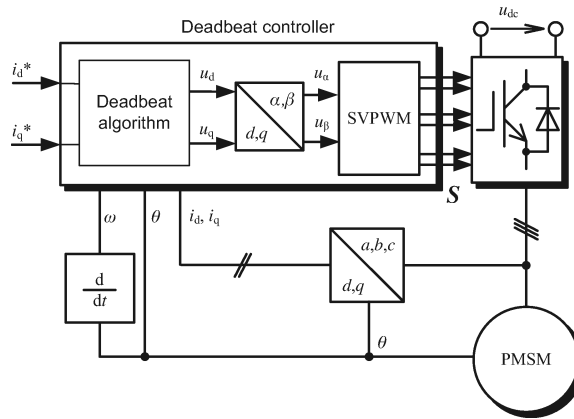 Deadbeat controller
u_dc
i_d*
i_q*
Deadbeat
algorithm
u_d
u_q
α,β
d,q
u_α
u_β
SVPWM
S
ω
θ
i_d, i_q
a,b,c
d,q
d
dt
θ
PMSM